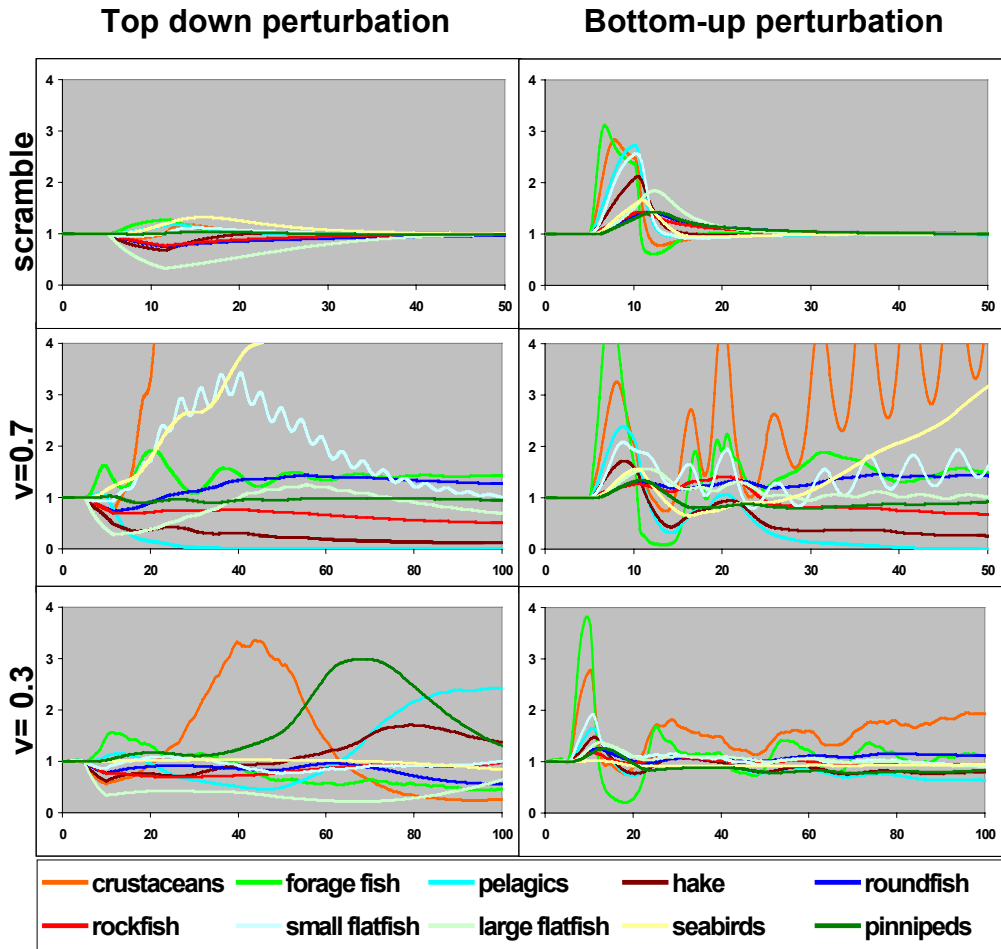 Top down perturbation Bottom-up perturbation
scramble
4
3
2
1
0
0 10 20 30 40 50
4
3
2
1
0
0 10 20 30 40 50
v=0.7
4
3
2
1
0
0 20 40 60 80 100
4
3
2
1
0
0 10 20 30 40 50
v= 0.3
4
3
2
1
0
0 20 40 60 80 100
4
3
2
1
0
0 20 40 60 80 100
crustaceans forage fish pelagics hake roundfish
rockfish small flatfish large flatfish seabirds pinnipeds